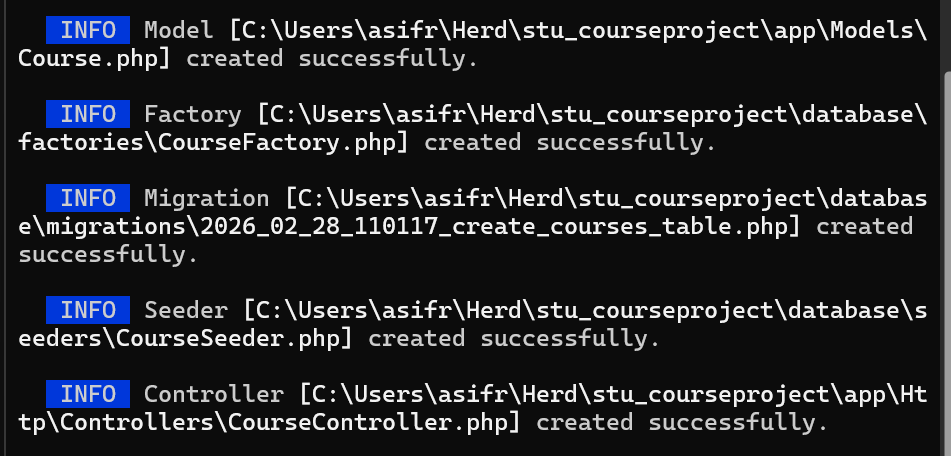 INFO Model [C:\Users\asifr\Herd\stu_courseproject\app\Models\
Course.php] created successfully.
INFO Factory [C:\Users\asifr\Herd\stu_courseproject\database\
factories\CourseFactory.php] created successfully.
INFO Migration [C:\Users\asifr\Herd\stu_courseproject\databas
e\migrations\2026_02_28_110117_create_courses_table.php] created
successfully.
INFO Seeder [C:\Users\asifr\Herd\stu_courseproject\database\s
eeders\CourseSeeder.php] created successfully.
INFO Controller [C:\Users\asifr\Herd\stu_courseproject\app\Ht
tp\Controllers\CourseController.php] created successfully.